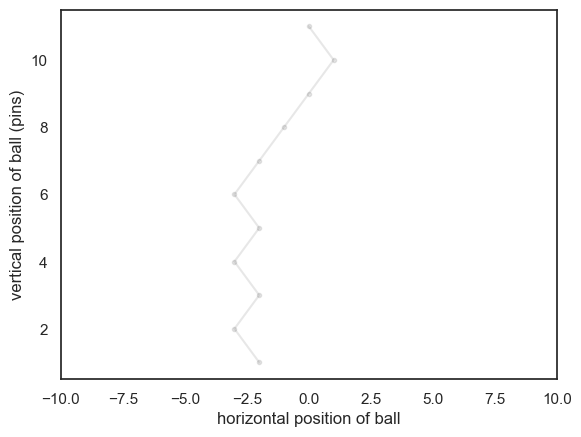 vertical position of ball (pins)
10
8
6
4
2
−10.0 −7.5 −5.0 −2.5 0.0 2.5 5.0 7.5 10.0
horizontal position of ball